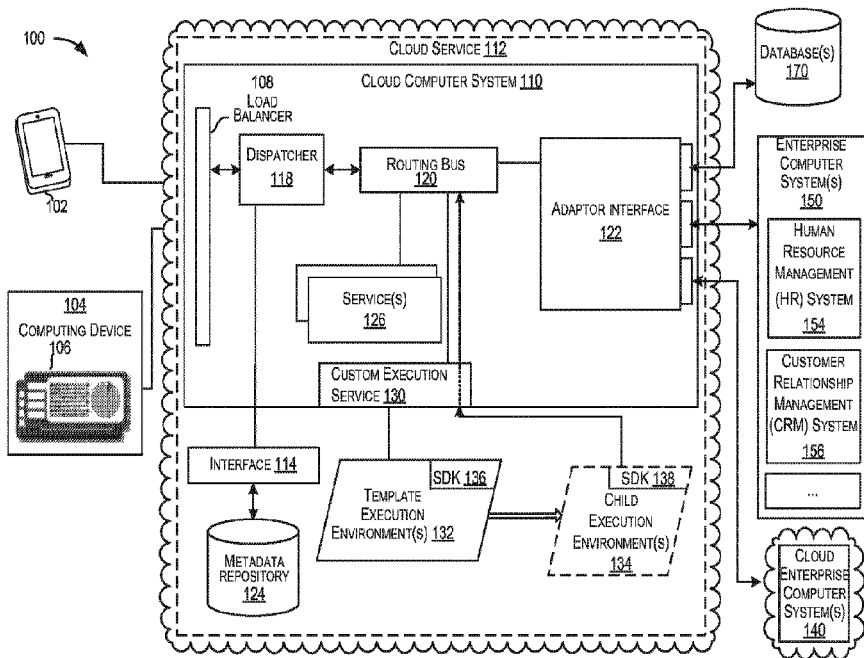 100
102
104
COMPUTING DEVICE
106
CLOUD SERVICE 112
CLOUD COMPUTER SYSTEM 110
108
LOAD
BALANCER
DISPATCHER
118
ROUTING BUS
120
ADAPTOR INTERFACE
122
SERVICE(S)
126
CUSTOM EXECUTION
SERVICE 130
INTERFACE 114
METADATA
REPOSITORY
124
SDK 136
TEMPLATE
EXECUTION
ENVIRONMENT(S)
132
SDK 138
CHILD
EXECUTION
ENVIRONMENT(S)
134
DATABASE(S)
170
ENTERPRISE
COMPUTER
SYSTEM(S)
150
HUMAN
RESOURCE
MANAGEMENT
(HR) SYSTEM
154
CUSTOMER
RELATIONSHIP
MANAGEMENT
(CRM) SYSTEM
156
...
CLOUD
ENTERPRISE
COMPUTER
SYSTEM(S)
140